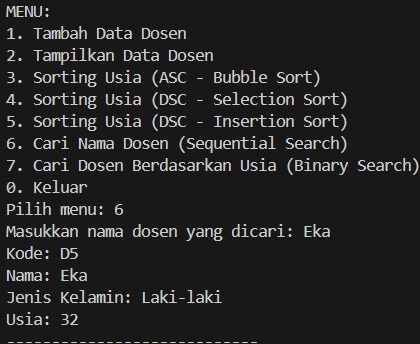 MENU:
1. Tambah Data Dosen
2. Tampilkan Data Dosen
3. Sorting Usia (ASC - Bubble Sort)
4. Sorting Usia (DSC - Selection Sort)
5. Sorting Usia (DSC - Insertion Sort)
6. Cari Nama Dosen (Sequential Search)
7. Cari Dosen Berdasarkan Usia (Binary Search)
0. Keluar
Pilih menu: 6
Masukkan nama dosen yang dicari: Eka
Kode: D5
Nama: Eka
Jenis Kelamin: Laki-laki
Usia: 32
----------------------------